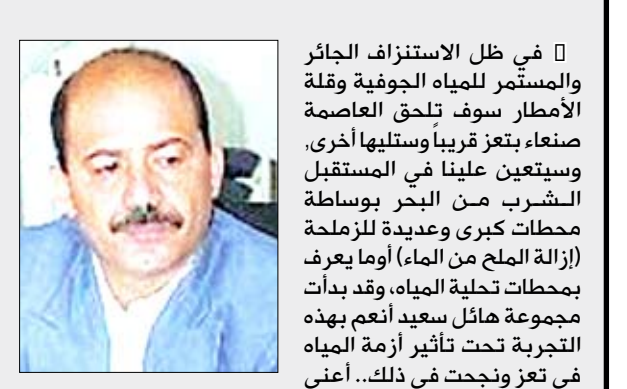 في ظل الاستنزاف الجائر
والمستمر للمياه الجوفية وقلة
الأمطار سوف تلحق العاصمة
صنعاء بتعز قريباً وستليها أخرى,
وسيتعين علينا في المستقبل
الـشـرب مـن البحر بوساطة
محطات كبرى وعديدة للزملحة
(إزالة الملح من الماء) أوما يعرف
بمحطات تحلية المياه، وقد بدأت
مجموعة هائل سعيد أنعم بهذه
التجربة تحت تأثير أزمة المياه
في تعز ونجحت في ذلك.. أعني